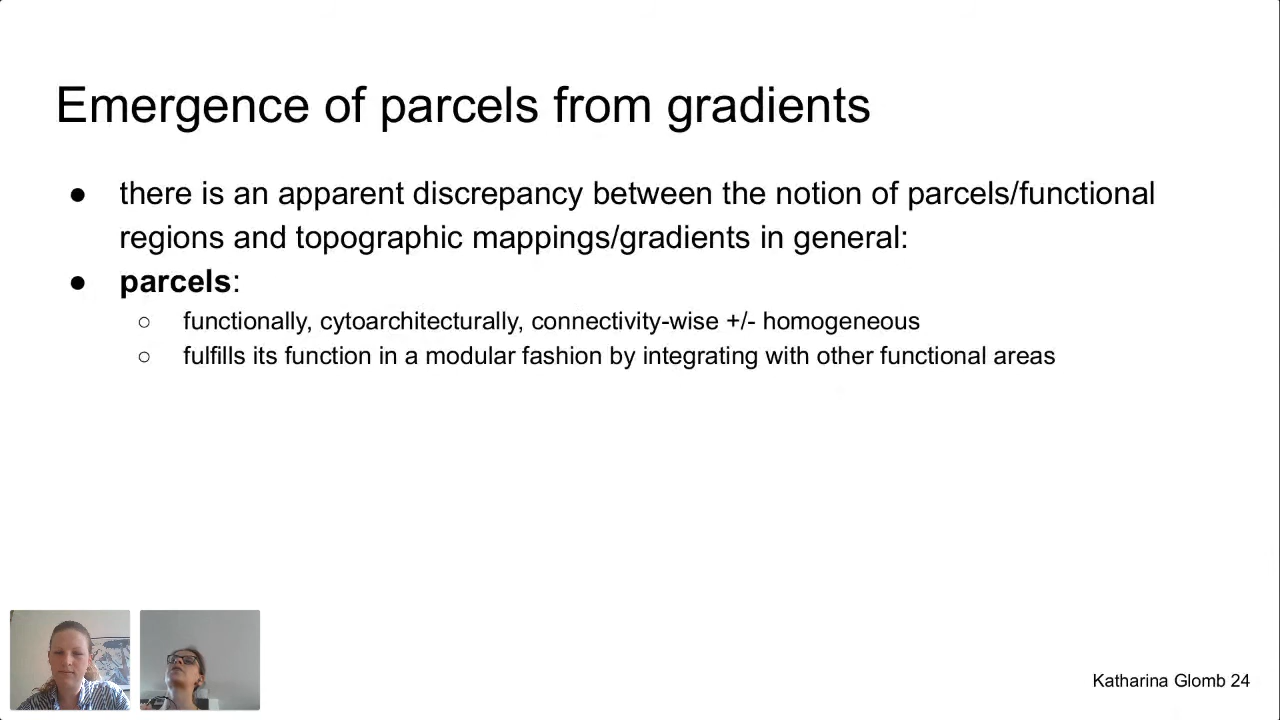 Emergence of parcels from gradients
● there is an apparent discrepancy between the notion of parcels/functional
regions and topographic mappings/gradients in general:
● parcels:
○ functionally, cytoarchitecturally, connectivity-wise +/- homogeneous
○ fulfills its function in a modular fashion by integrating with other functional areas
Katharina Glomb 24